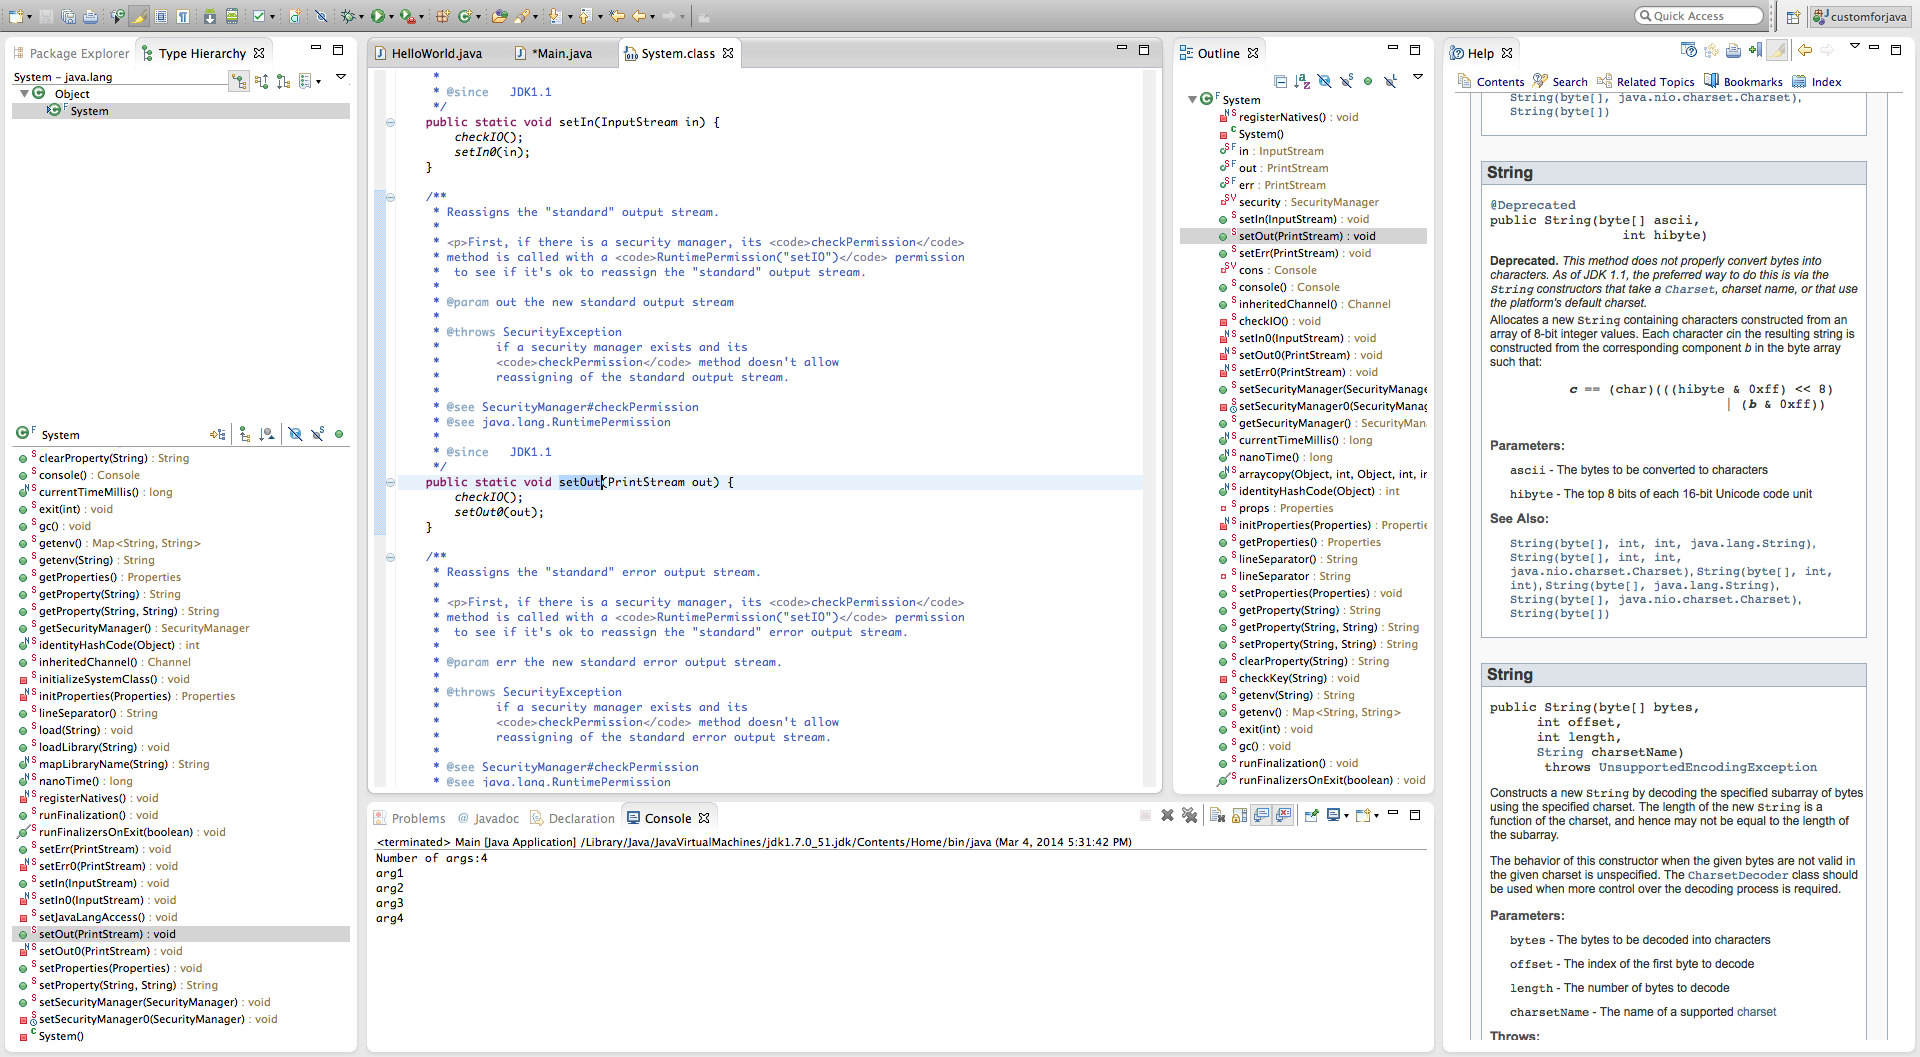 Quick Access
customforjava
Package Explorer
Type Hierarchy
System - java.lang
Object
System
System
clearProperty(String) : String
console() : Console
currentTimeMillis() : long
exit(int) : void
gc() : void
getenv() : Map<String, String>
getenv(String) : String
getProperties() : Properties
getProperty(String) : String
getProperty(String, String) : String
getSecurityManager() : SecurityManager
identityHashCode(Object) : int
inheritedChannel() : Channel
initializeSystemClass() : void
initProperties(Properties) : Properties
lineSeparator() : String
load(String) : void
loadLibrary(String) : void
mapLibraryName(String) : String
nanoTime() : long
registerNatives() : void
runFinalization() : void
runFinalizersOnExit(boolean) : void
setErr(PrintStream) : void
setErr0(PrintStream) : void
setIn(InputStream) : void
setIn0(InputStream) : void
setJavaLangAccess() : void
setOut(PrintStream) : void
setOut0(PrintStream) : void
setProperties(Properties) : void
setProperty(String, String) : String
setSecurityManager(SecurityManager) : void
setSecurityManager0(SecurityManager) : void
System()
HelloWorld.java
*Main.java
System.class
*
* @since   JDK1.1
*/
public static void setIn(InputStream in) {
checkIO();
setIn0(in);
}
/**
* Reassigns the "standard" output stream.
*
* <p>First, if there is a security manager, its <code>checkPermission</code>
* method is called with a <code>RuntimePermission("setIO")</code> permission
*  to see if it's ok to reassign the "standard" output stream.
*
* @param out the new standard output stream
*
* @throws SecurityException
*        if a security manager exists and its
*        <code>checkPermission</code> method doesn't allow
*        reassigning of the standard output stream.
*
* @see SecurityManager#checkPermission
* @see java.lang.RuntimePermission
*
* @since   JDK1.1
*/
public static void setOut(PrintStream out) {
checkIO();
setOut0(out);
}
/**
* Reassigns the "standard" error output stream.
*
* <p>First, if there is a security manager, its <code>checkPermission</code>
* method is called with a <code>RuntimePermission("setIO")</code> permission
*  to see if it's ok to reassign the "standard" error output stream.
*
* @param err the new standard error output stream.
*
* @throws SecurityException
*        if a security manager exists and its
*        <code>checkPermission</code> method doesn't allow
*        reassigning of the standard error output stream.
*
* @see SecurityManager#checkPermission
* @see java.lang.RuntimePermission
Problems
@ Javadoc
Declaration
Console
<terminated> Main [Java Application] /Library/Java/JavaVirtualMachines/jdk1.7.0_51.jdk/Contents/Home/bin/java (Mar 4, 2014 5:31:42 PM)
Number of args:4
arg1
arg2
arg3
arg4
Outline
System
registerNatives() : void
System()
in : InputStream
out : PrintStream
err : PrintStream
security : SecurityManager
setIn(InputStream) : void
setOut(PrintStream) : void
setErr(PrintStream) : void
cons : Console
console() : Console
inheritedChannel() : Channel
checkIO() : void
setIn0(InputStream) : void
setOut0(PrintStream) : void
setErr0(PrintStream) : void
setSecurityManager(SecurityManage
setSecurityManager0(SecurityManag
getSecurityManager() : SecurityMan
currentTimeMillis() : long
nanoTime() : long
arraycopy(Object, int, Object, int, in
identityHashCode(Object) : int
props : Properties
initProperties(Properties) : Propertie
getProperties() : Properties
lineSeparator() : String
lineSeparator : String
setProperties(Properties) : void
getProperty(String) : String
getProperty(String, String) : String
setProperty(String, String) : String
clearProperty(String) : String
checkKey(String) : void
getenv(String) : String
getenv() : Map<String, String>
exit(int) : void
gc() : void
runFinalization() : void
runFinalizersOnExit(boolean) : void
Help
Contents
Search
Related Topics
Bookmarks
Index
String(byte[], java.nio.charset.Charset),
String(byte[])
String
@Deprecated
public String(byte[] ascii,
int hibyte)
Deprecated. This method does not properly convert bytes into
characters. As of JDK 1.1, the preferred way to do this is via the
String constructors that take a Charset, charset name, or that use
the platform's default charset.
Allocates a new String containing characters constructed from an
array of 8-bit integer values. Each character cin the resulting string is
constructed from the corresponding component b in the byte array
such that:
c == (char)(((hibyte & 0xff) << 8)
| (b & 0xff))
Parameters:
ascii - The bytes to be converted to characters
hibyte - The top 8 bits of each 16-bit Unicode code unit
See Also:
String(byte[], int, int, java.lang.String),
String(byte[], int, int,
java.nio.charset.Charset), String(byte[], int,
int), String(byte[], java.lang.String),
String(byte[], java.nio.charset.Charset),
String(byte[])
String
public String(byte[] bytes,
int offset,
int length,
String charsetName)
throws UnsupportedEncodingException
Constructs a new String by decoding the specified subarray of bytes
using the specified charset. The length of the new String is a
function of the charset, and hence may not be equal to the length of
the subarray.
The behavior of this constructor when the given bytes are not valid in
the given charset is unspecified. The CharsetDecoder class should
be used when more control over the decoding process is required.
Parameters:
bytes - The bytes to be decoded into characters
offset - The index of the first byte to decode
length - The number of bytes to decode
charsetName - The name of a supported charset
Throws: